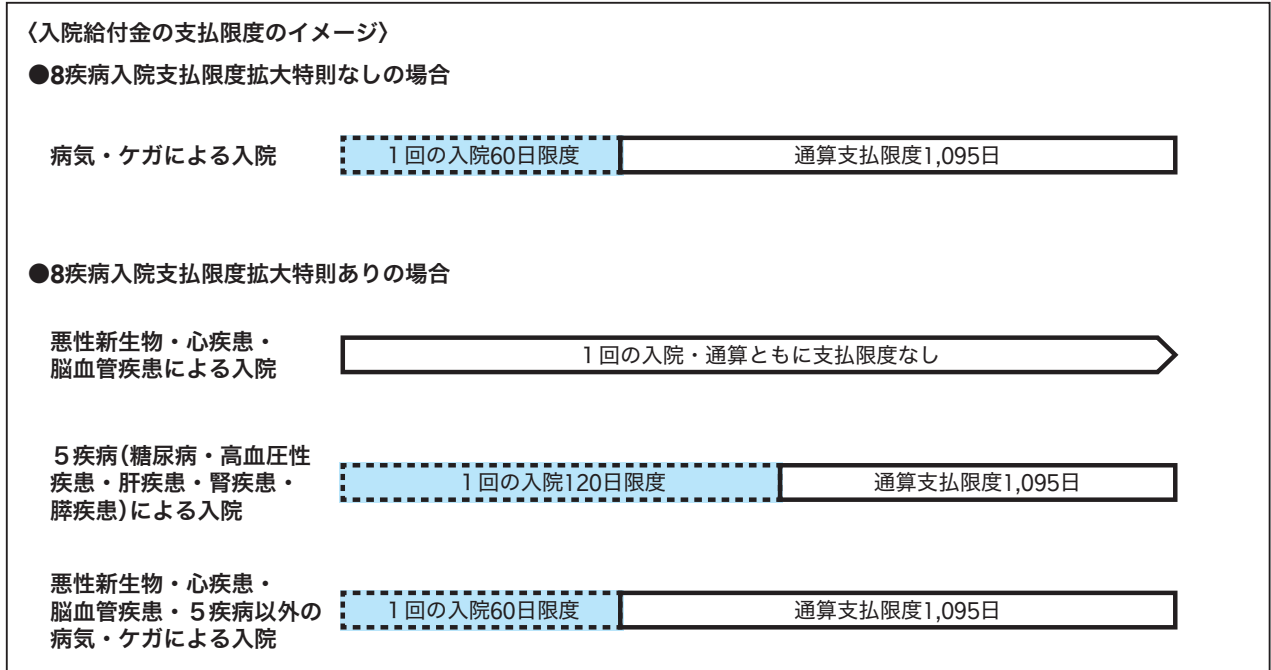 〈入院給付金の支払限度のイメージ〉
●8疾病入院支払限度拡大特則なしの場合
病気・ケガによる入院
１回の入院60日限度
通算支払限度1,095日
●8疾病入院支払限度拡大特則ありの場合
悪性新生物・心疾患・
脳血管疾患による入院
１回の入院・通算ともに支払限度なし
５疾病(糖尿病・高血圧性
疾患・肝疾患・腎疾患・
膵疾患)による入院
１回の入院120日限度
通算支払限度1,095日
悪性新生物・心疾患・
脳血管疾患・５疾病以外の
病気・ケガによる入院
１回の入院60日限度
通算支払限度1,095日